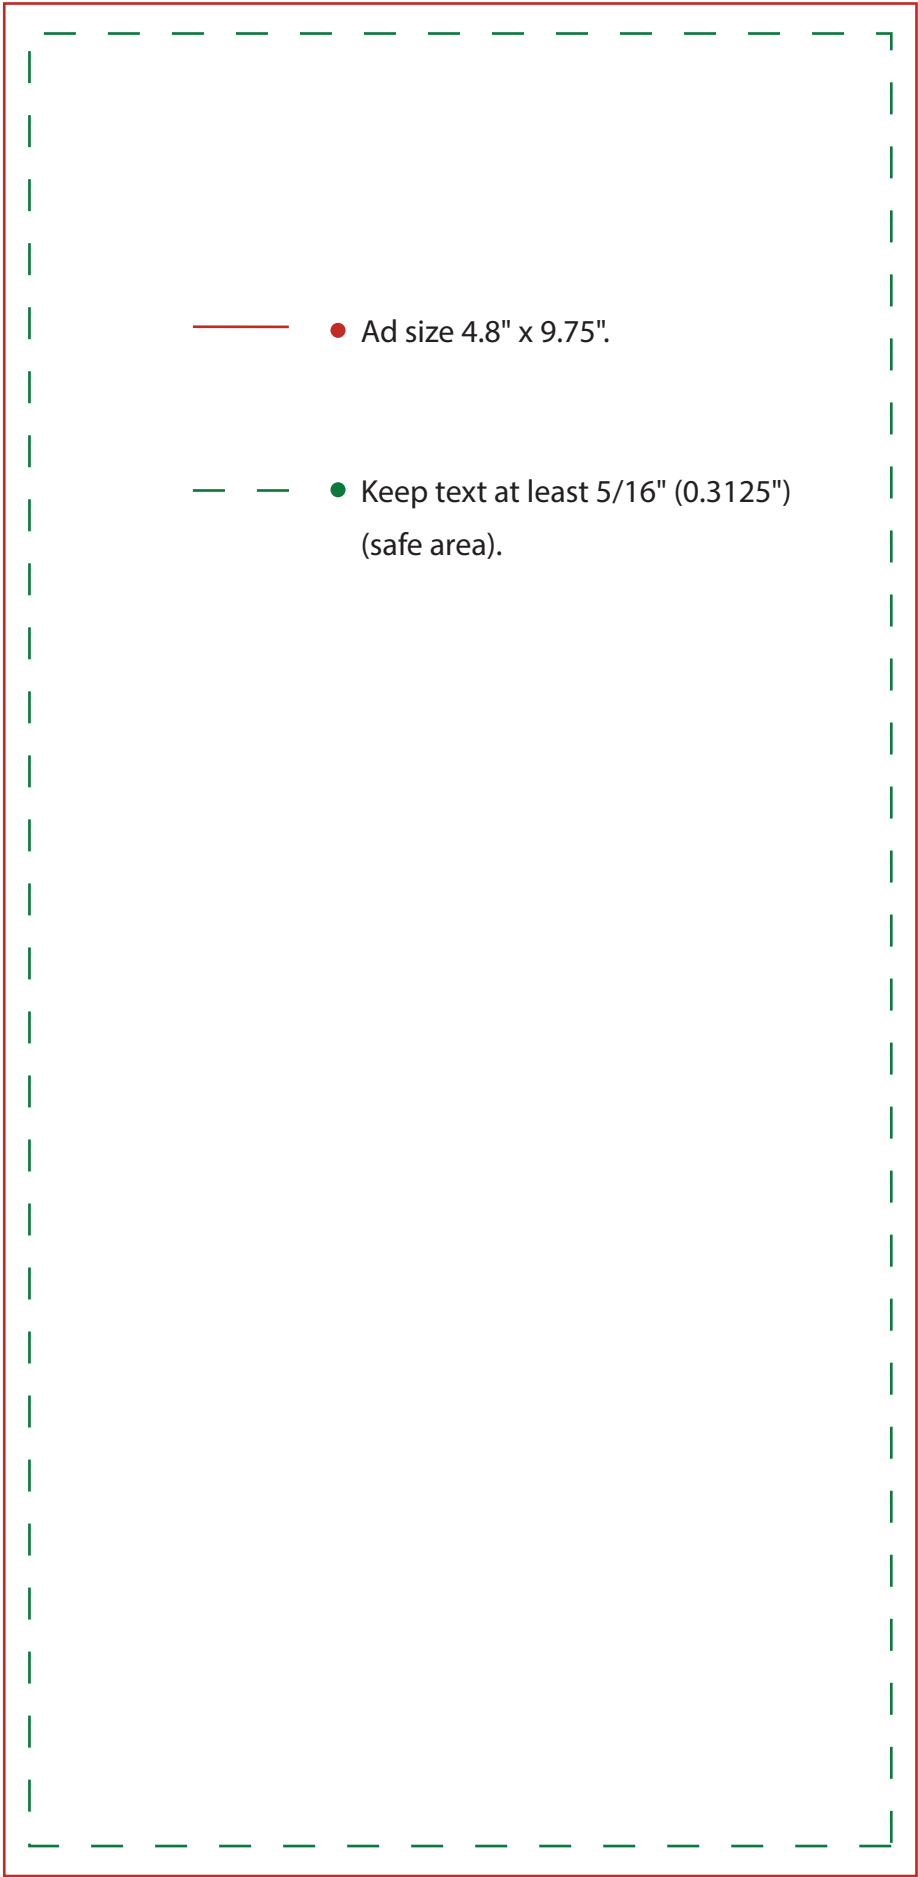 Ad size 4.8" x 9.75".
Keep text at least 5/16" (0.3125")
(safe area).